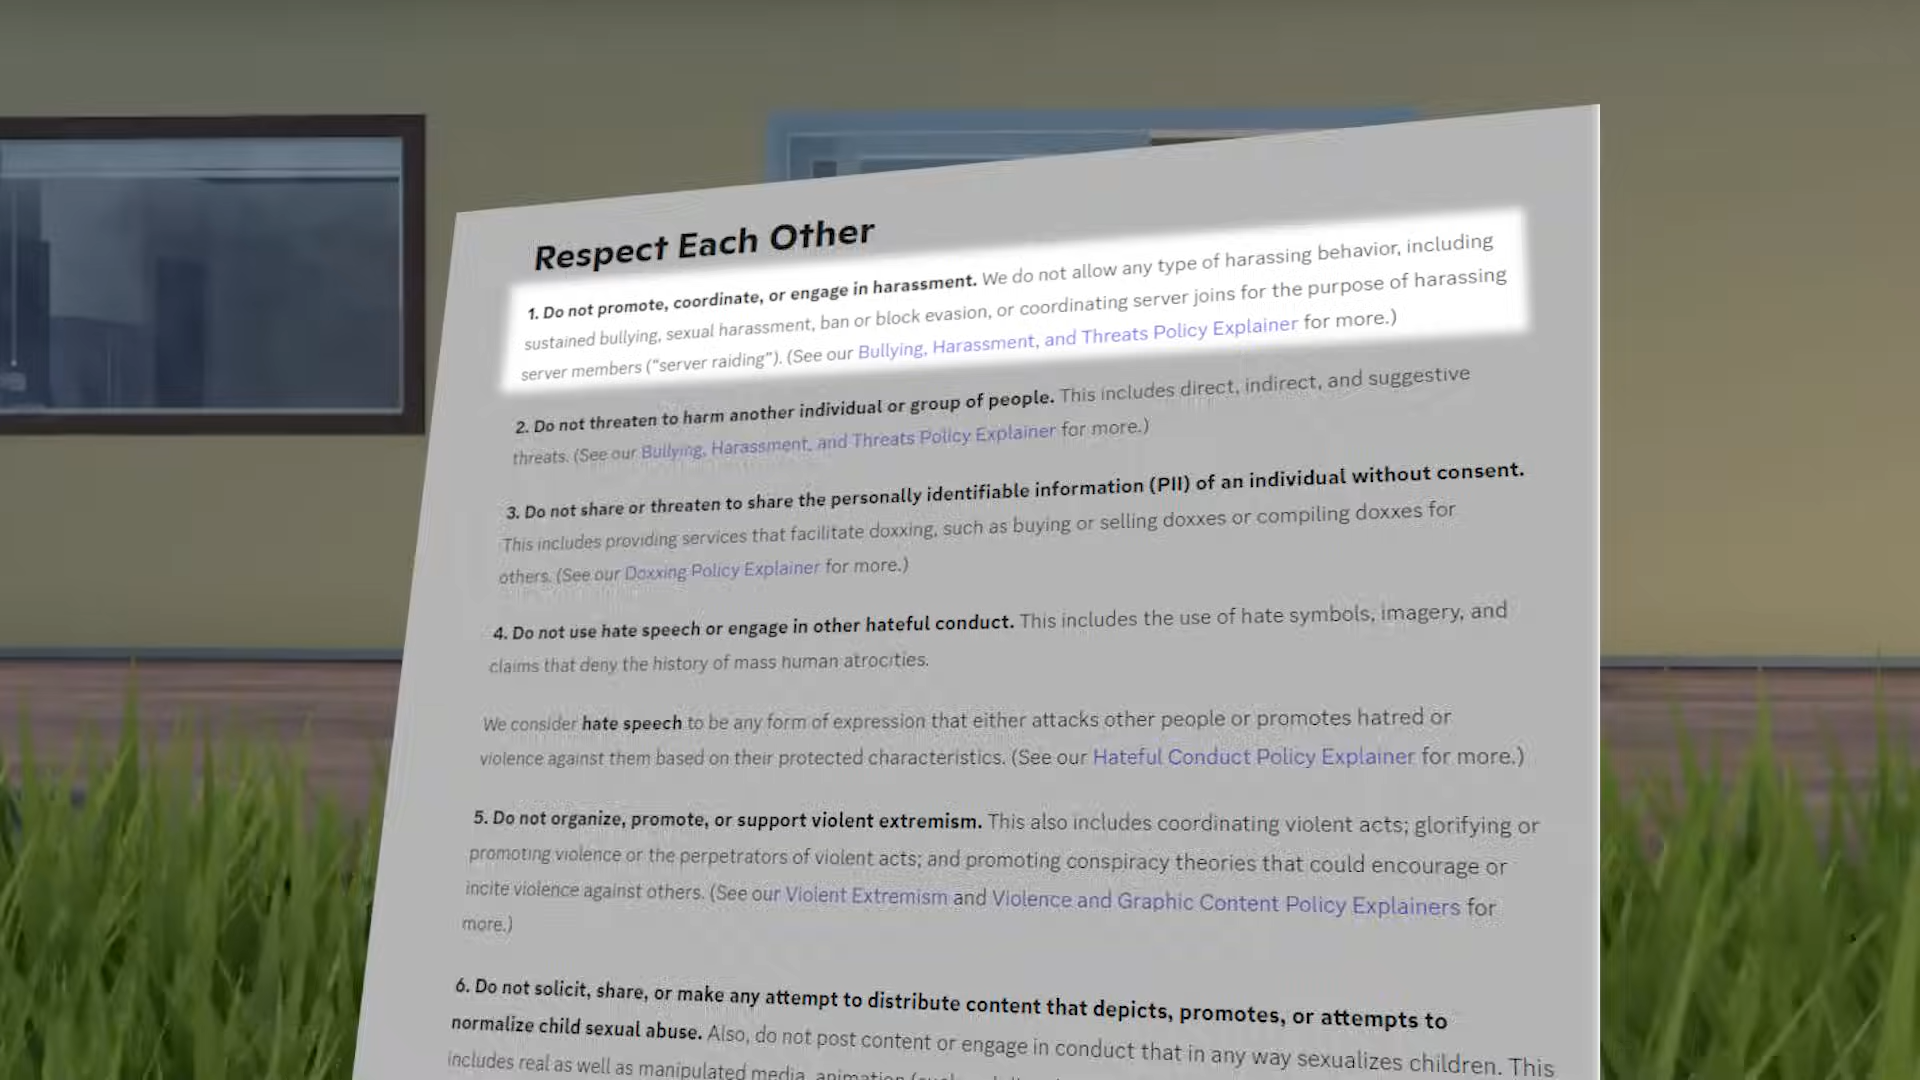 Respect Each Other
1. Do not promote, coordinate, or engage in harassment. We do not allow any type of harassing behavior, including
sustained bullying, sexual harassment, ban or block evasion, or coordinating server joins for the purpose of harassing
server members (“server raiding”). (See our Bullying, Harassment, and Threats Policy Explainer for more.)
2. Do not threaten to harm another individual or group of people. This includes direct, indirect, and suggestive
threats. (See our Bullying, Harassment, and Threats Policy Explainer for more.)
3. Do not share or threaten to share the personally identifiable information (PII) of an individual without consent.
This includes providing services that facilitate doxxing, such as buying or selling doxxes or compiling doxxes for
others. (See our Doxxing Policy Explainer for more.)
4. Do not use hate speech or engage in other hateful conduct. This includes the use of hate symbols, imagery, and
claims that deny the history of mass human atrocities.
We consider hate speech to be any form of expression that either attacks other people or promotes hatred or
violence against them based on their protected characteristics. (See our Hateful Conduct Policy Explainer for more.)
5. Do not organize, promote, or support violent extremism. This also includes coordinating violent acts; glorifying or
promoting violence or the perpetrators of violent acts; and promoting conspiracy theories that could encourage or
incite violence against others. (See our Violent Extremism and Violence and Graphic Content Policy Explainers for
more.)
6. Do not solicit, share, or make any attempt to distribute content that depicts, promotes, or attempts to
normalize child sexual abuse. Also, do not post content or engage in conduct that in any way sexualizes children. This
includes real as well as manipulated media, animation